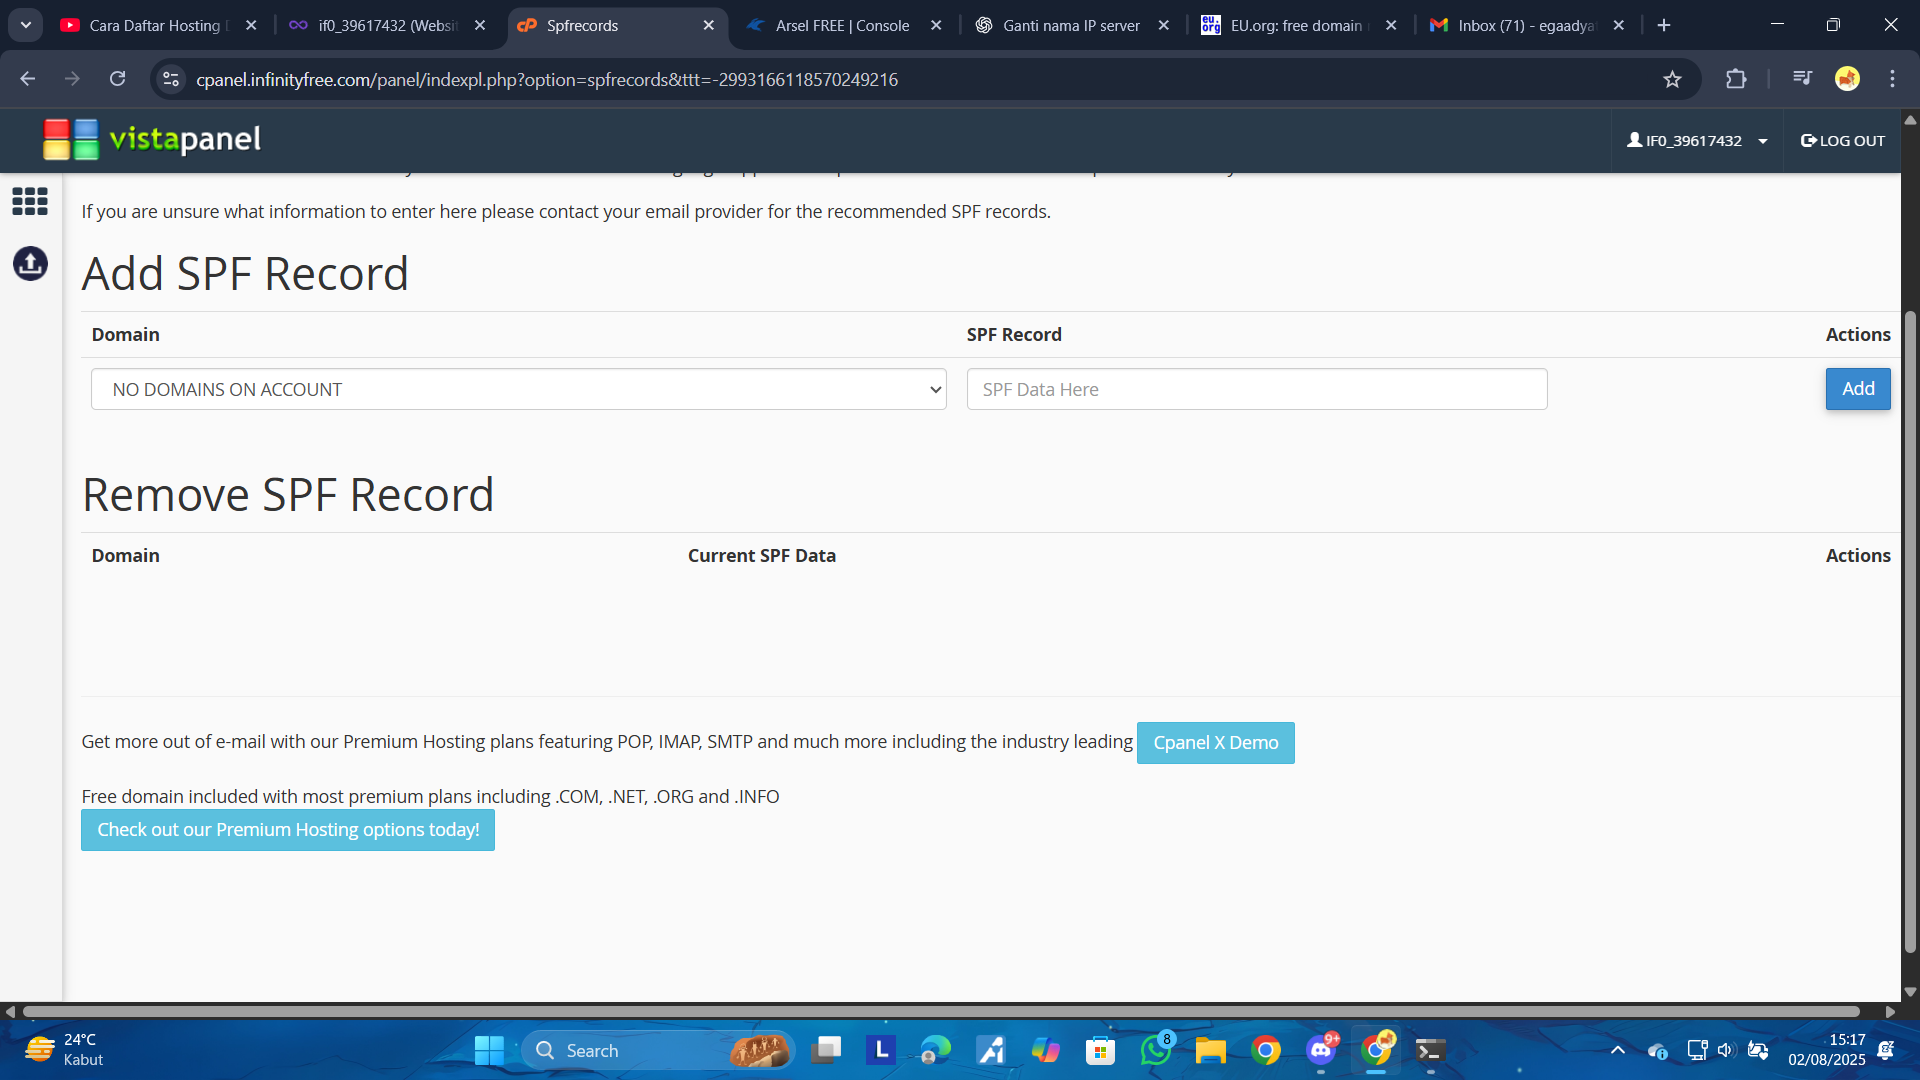 Cara Daftar Hosting
if0_39617432 (Websi
Spfrecords
Arsel FREE | Console
Ganti nama IP server
EU.org: free domain
Inbox (71) - egaadya
cpanel.infinityfree.com/panel/indexpl.php?option=spfrecords&ttt=-2993166118570249216
vistapanel
IF0_39617432
LOG OUT
If you are unsure what information to enter here please contact your email provider for the recommended SPF records.
Add SPF Record
Domain
SPF Record
Actions
NO DOMAINS ON ACCOUNT
SPF Data Here
Add
Remove SPF Record
Domain
Current SPF Data
Actions
Get more out of e-mail with our Premium Hosting plans featuring POP, IMAP, SMTP and much more including the industry leading
Cpanel X Demo
Free domain included with most premium plans including .COM, .NET, .ORG and .INFO
Check out our Premium Hosting options today!
24°C
Kabut
Search
L
8
9+
15:17
02/08/2025